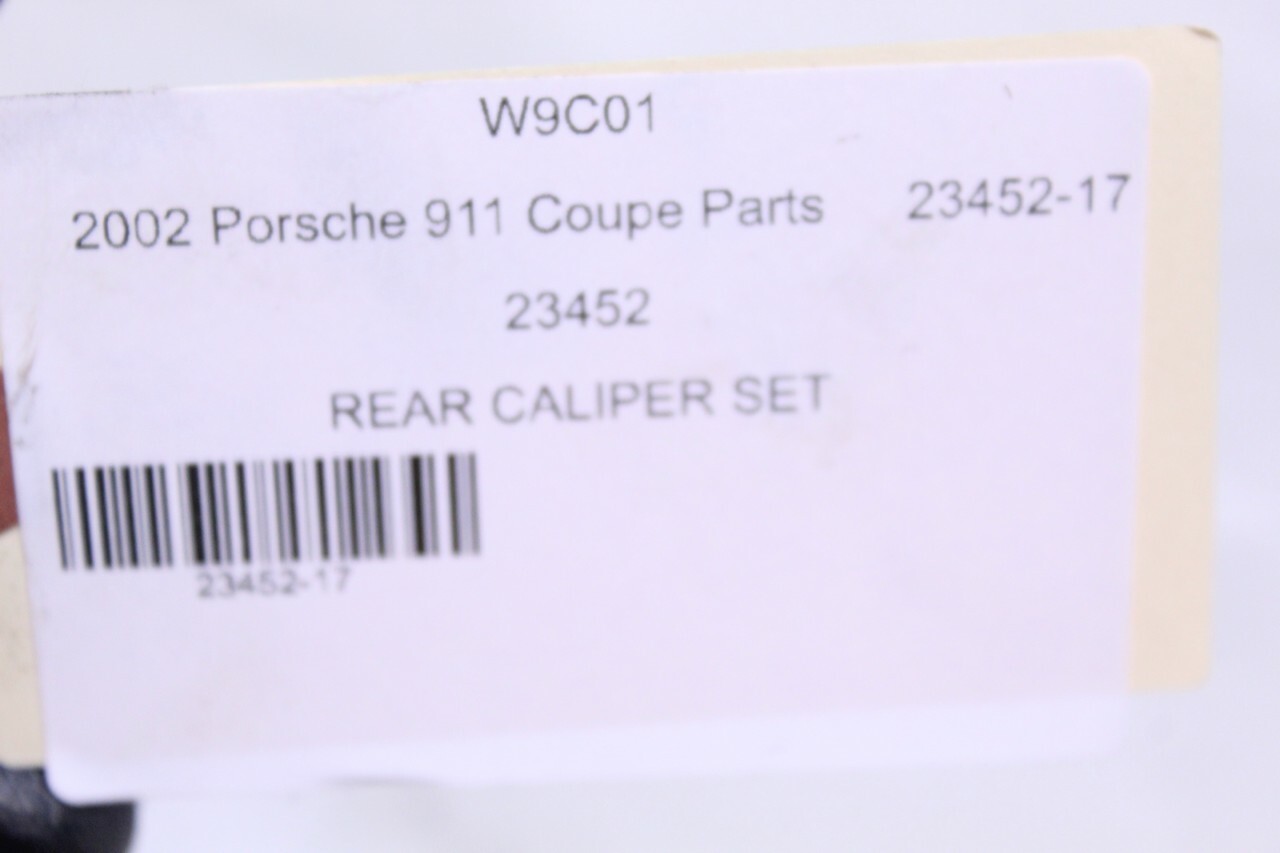 W9C01
2002 Porsche 911 Coupe Parts 23452-17
23452
REAR CALIPER SET
23452-17